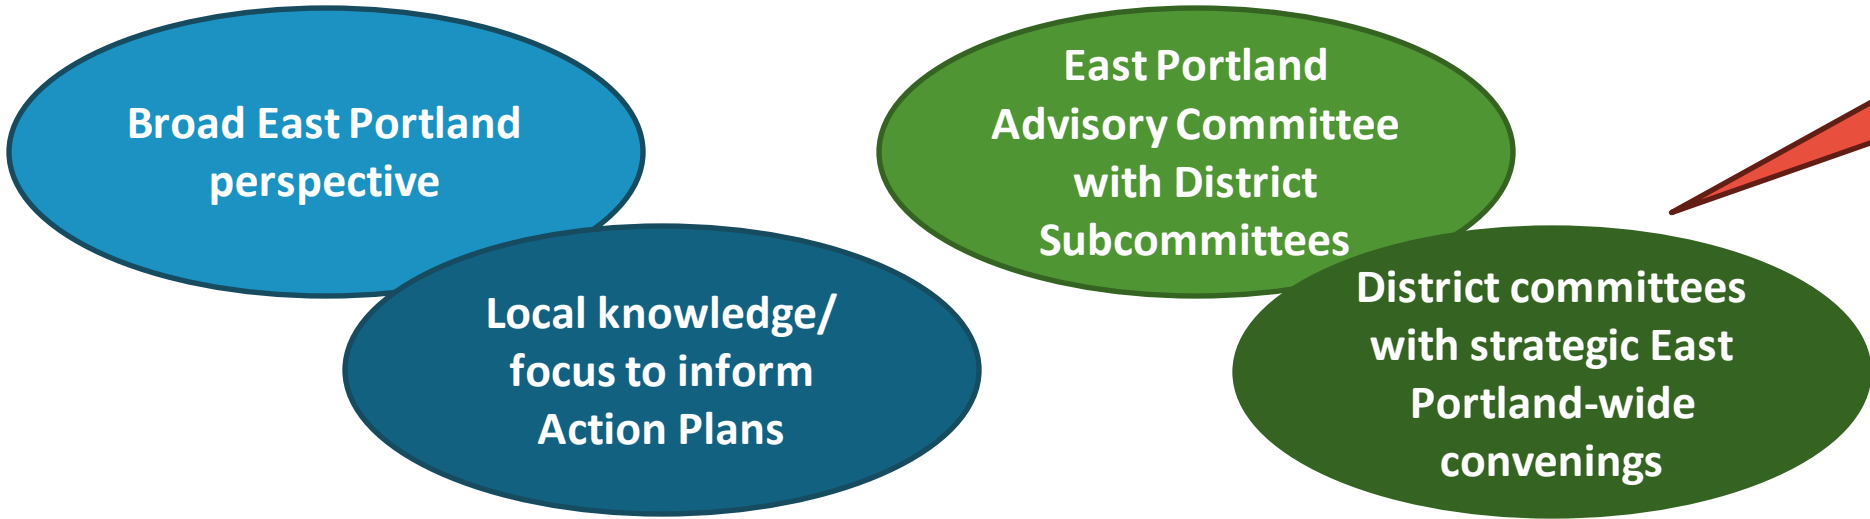 Broad East Portland
perspective
Local knowledge/
focus to inform
Action Plans
East Portland
Advisory Committee
with District
Subcommittees
District committees
with strategic East
Portland-wide
convenings